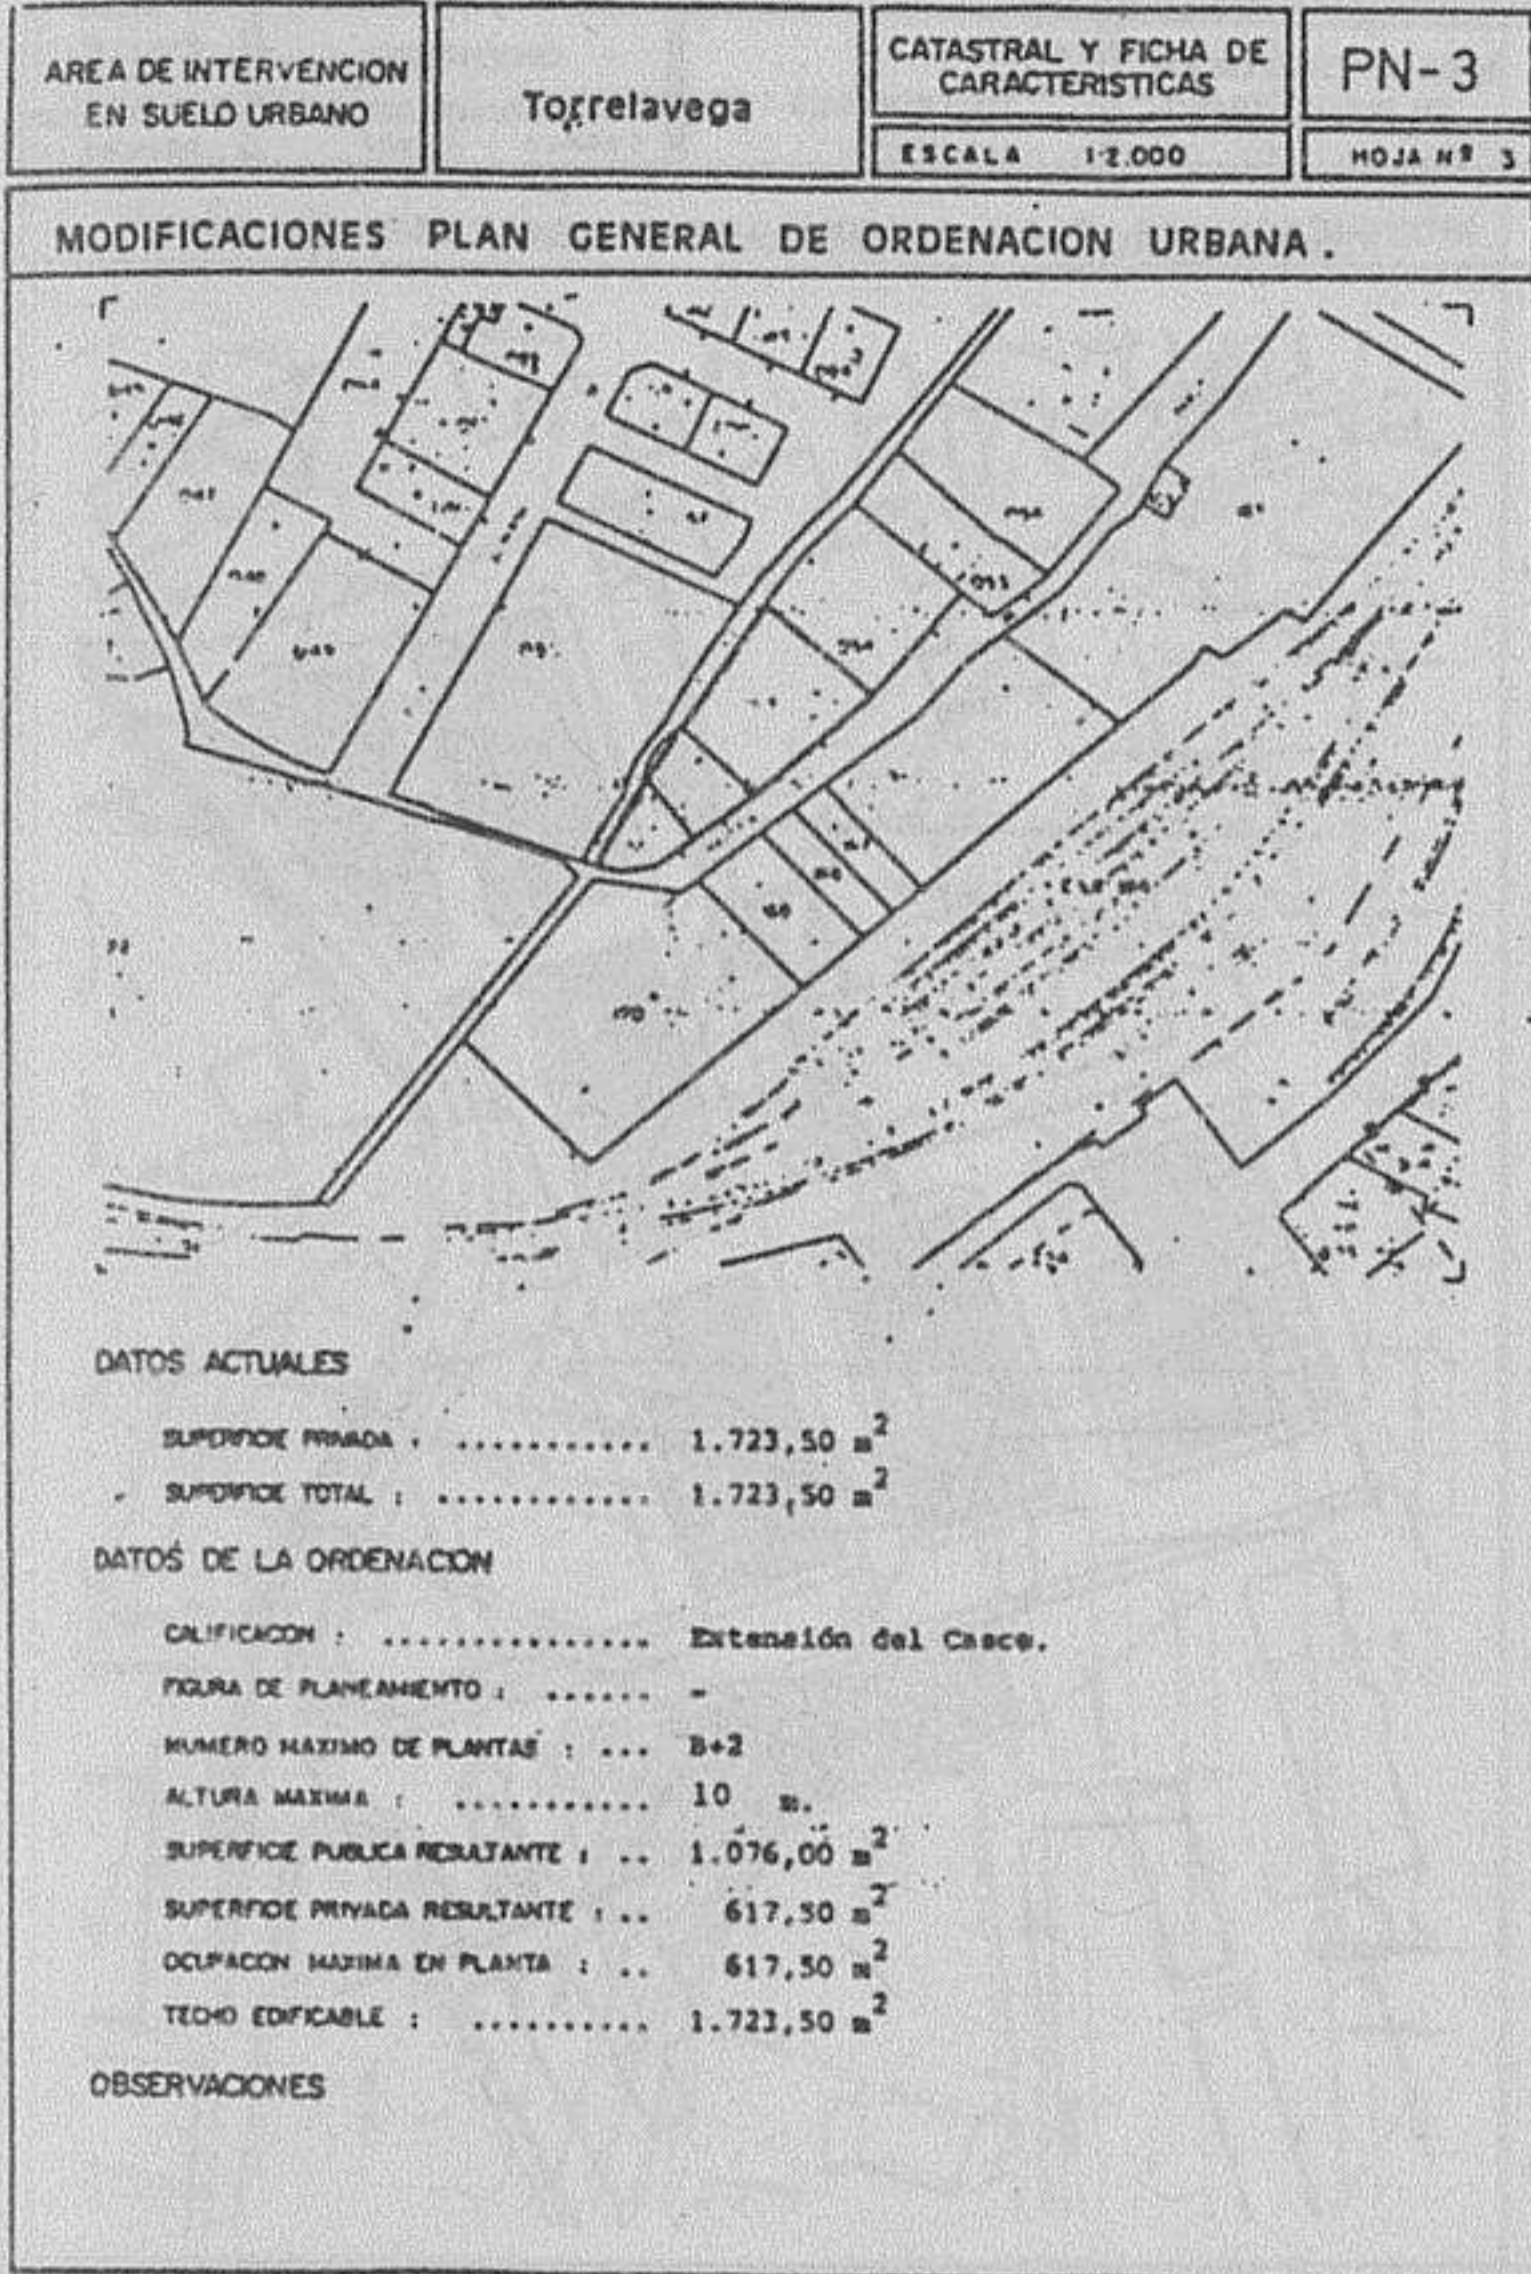 AREA DE INTERVENCION
EN SUELO URBANO
Torrelavega
CATASTRAL Y FICHA DE
CARACTERISTICAS
ESCALA 1:2.000
PN-3
HOJA Nº 3
MODIFICACIONES PLAN GENERAL DE ORDENACION URBANA.
DATOS ACTUALES
SUPERFICIE PRIVADA : ........... 1.723,50 m²
SUPERFICIE TOTAL : ............ 1.723,50 m²
DATOS DE LA ORDENACION
CALIFICACION : ............... Extensión del Casco.
FIGURA DE PLANEAMIENTO : ...... -
NUMERO MAXIMO DE PLANTAS : ... B+2
ALTURA MAXIMA : ........... 10 m.
SUPERFICIE PUBLICA RESULTANTE : .. 1.076,00 m²
SUPERFICIE PRIVADA RESULTANTE : .. 617,50 m²
OCUPACION MAXIMA EN PLANTA : .. 617,50 m²
TECHO EDIFICABLE : .......... 1.723,50 m²
OBSERVACIONES